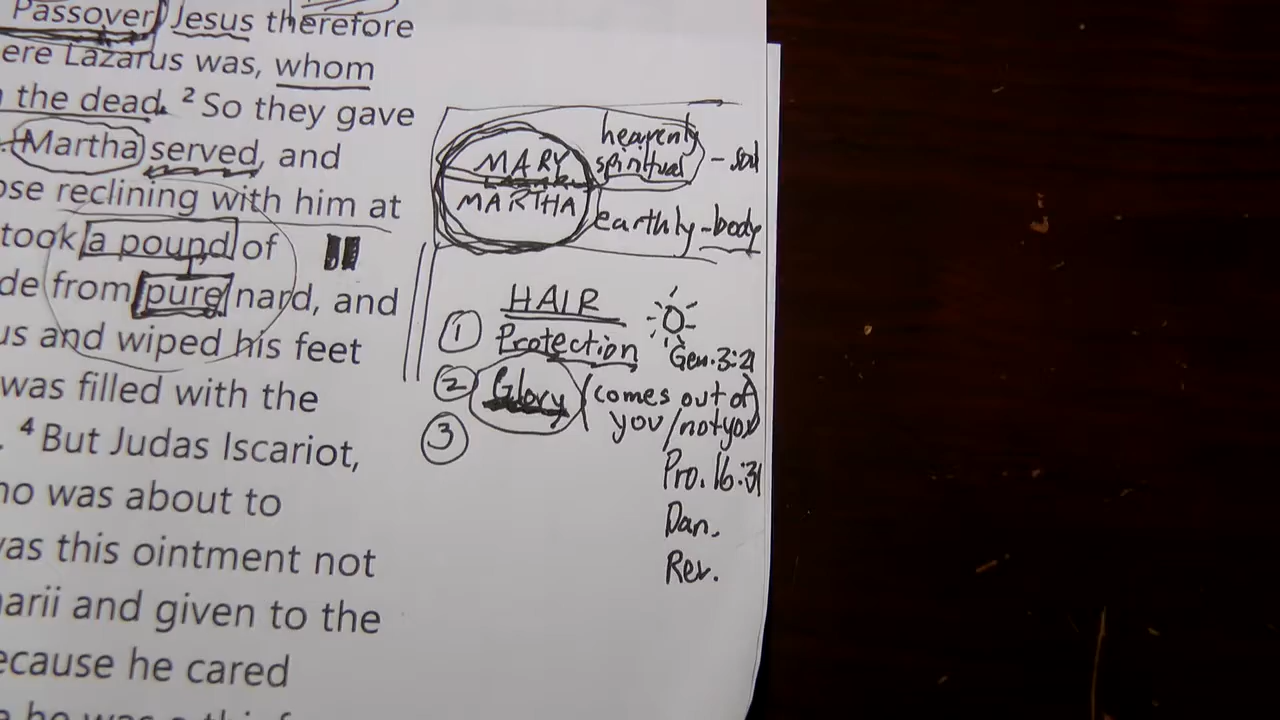 Passover Jesus therefore
ere Lazarus was, whom
the dead. 2 So they gave
Martha served, and
ose reclining with him at
took a pound of
de from pure nard, and
us and wiped his feet
was filled with the
. 4 But Judas Iscariot,
ho was about to
vas this ointment not
narii and given to the
ecause he cared
MARY
MARTHA
heavenly
spiritual - soul
earthly - body
HAIR
1 Protection
Gen. 3:21
2 Glory (comes out of
you / not you)
3
Pro. 16:31
Dan.
Rev.